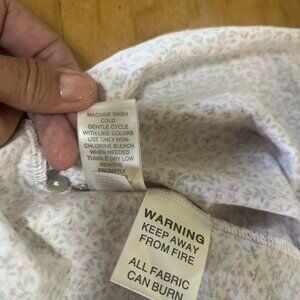 MACHINE WASH
COLD
GENTLE CYCLE
WITH LIKE COLORS
USE ONLY NON-
CHLORINE BLEACH
WHEN NEEDED
TUMBLE DRY LOW
REMOVE
PROMPTLY
WARNING
KEEP AWAY
FROM FIRE
ALL FABRIC
CAN BURN